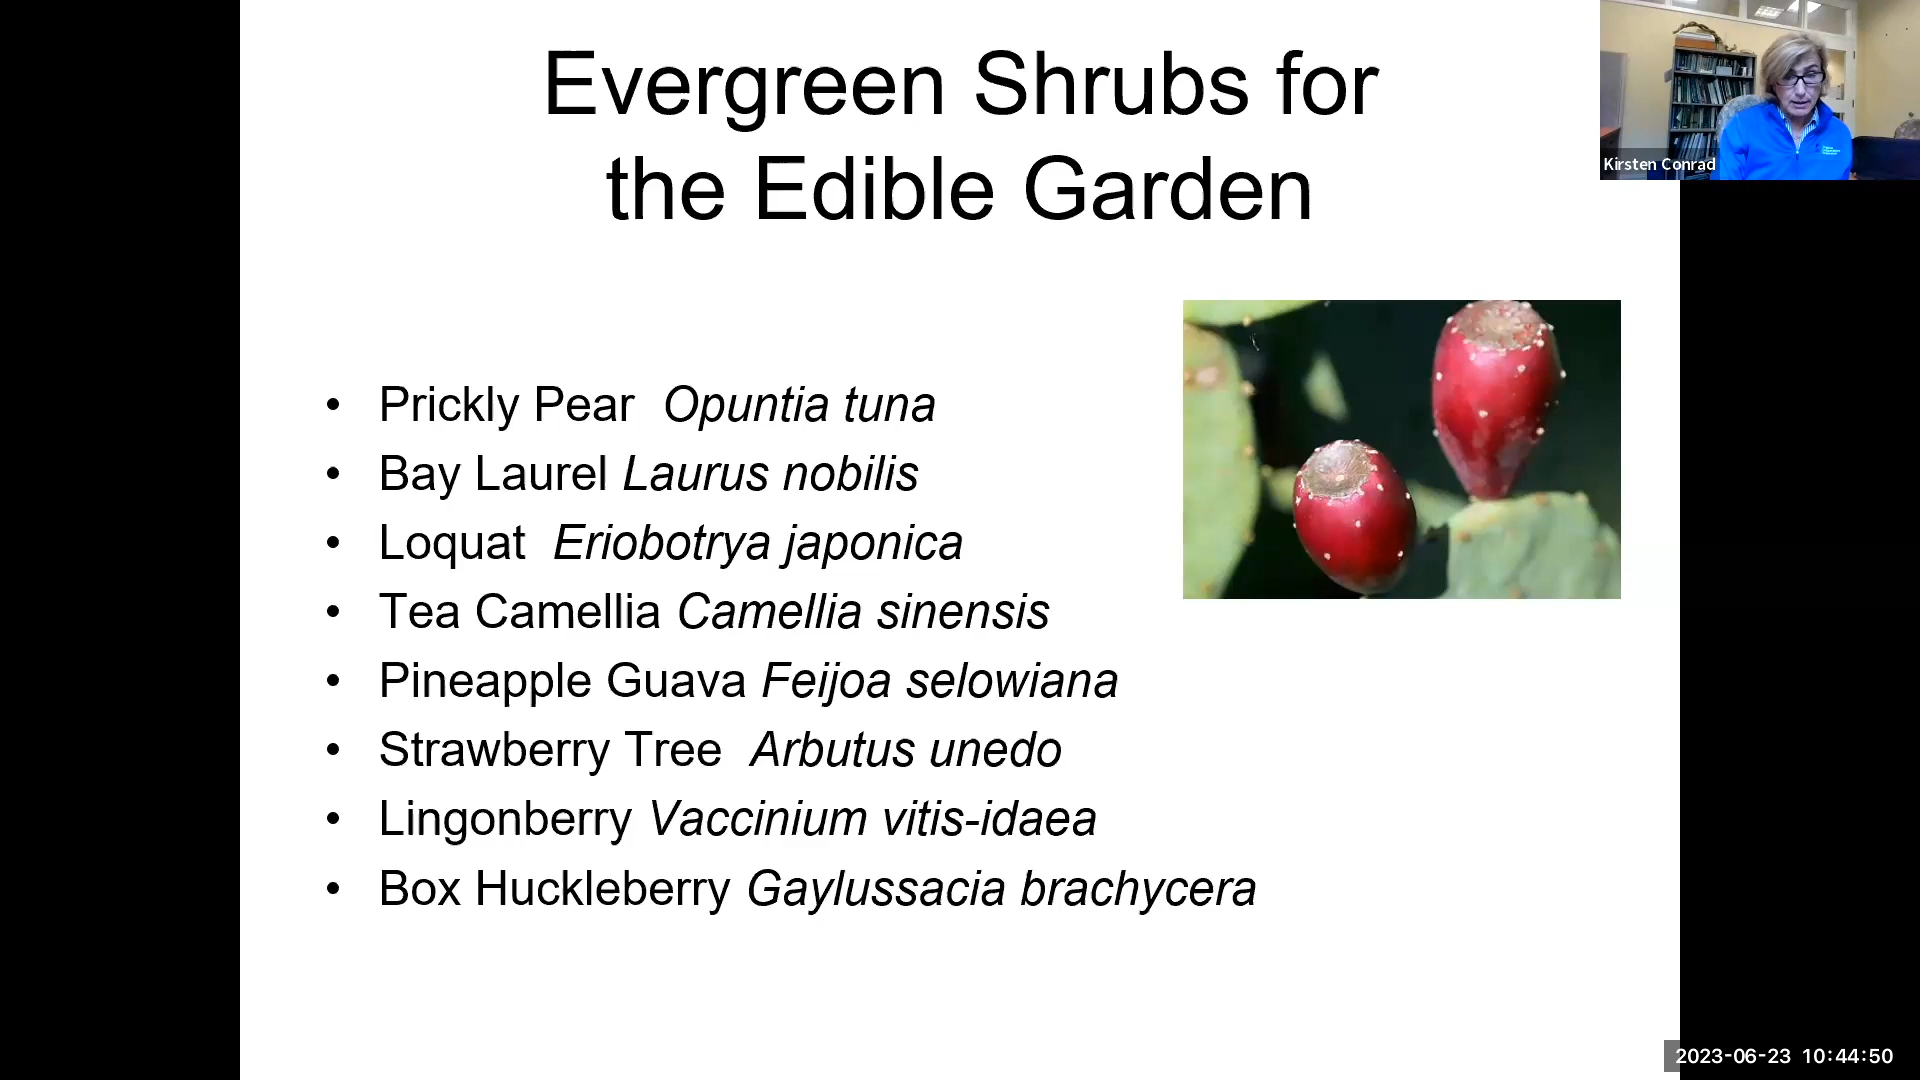 Evergreen Shrubs for
the Edible Garden
Kirsten Conrad
• Prickly Pear Opuntia tuna
• Bay Laurel Laurus nobilis
• Loquat Eriobotrya japonica
• Tea Camellia Camellia sinensis
• Pineapple Guava Feijoa selowiana
• Strawberry Tree Arbutus unedo
• Lingonberry Vaccinium vitis-idaea
• Box Huckleberry Gaylussacia brachycera
2023-06-23 10:44:50